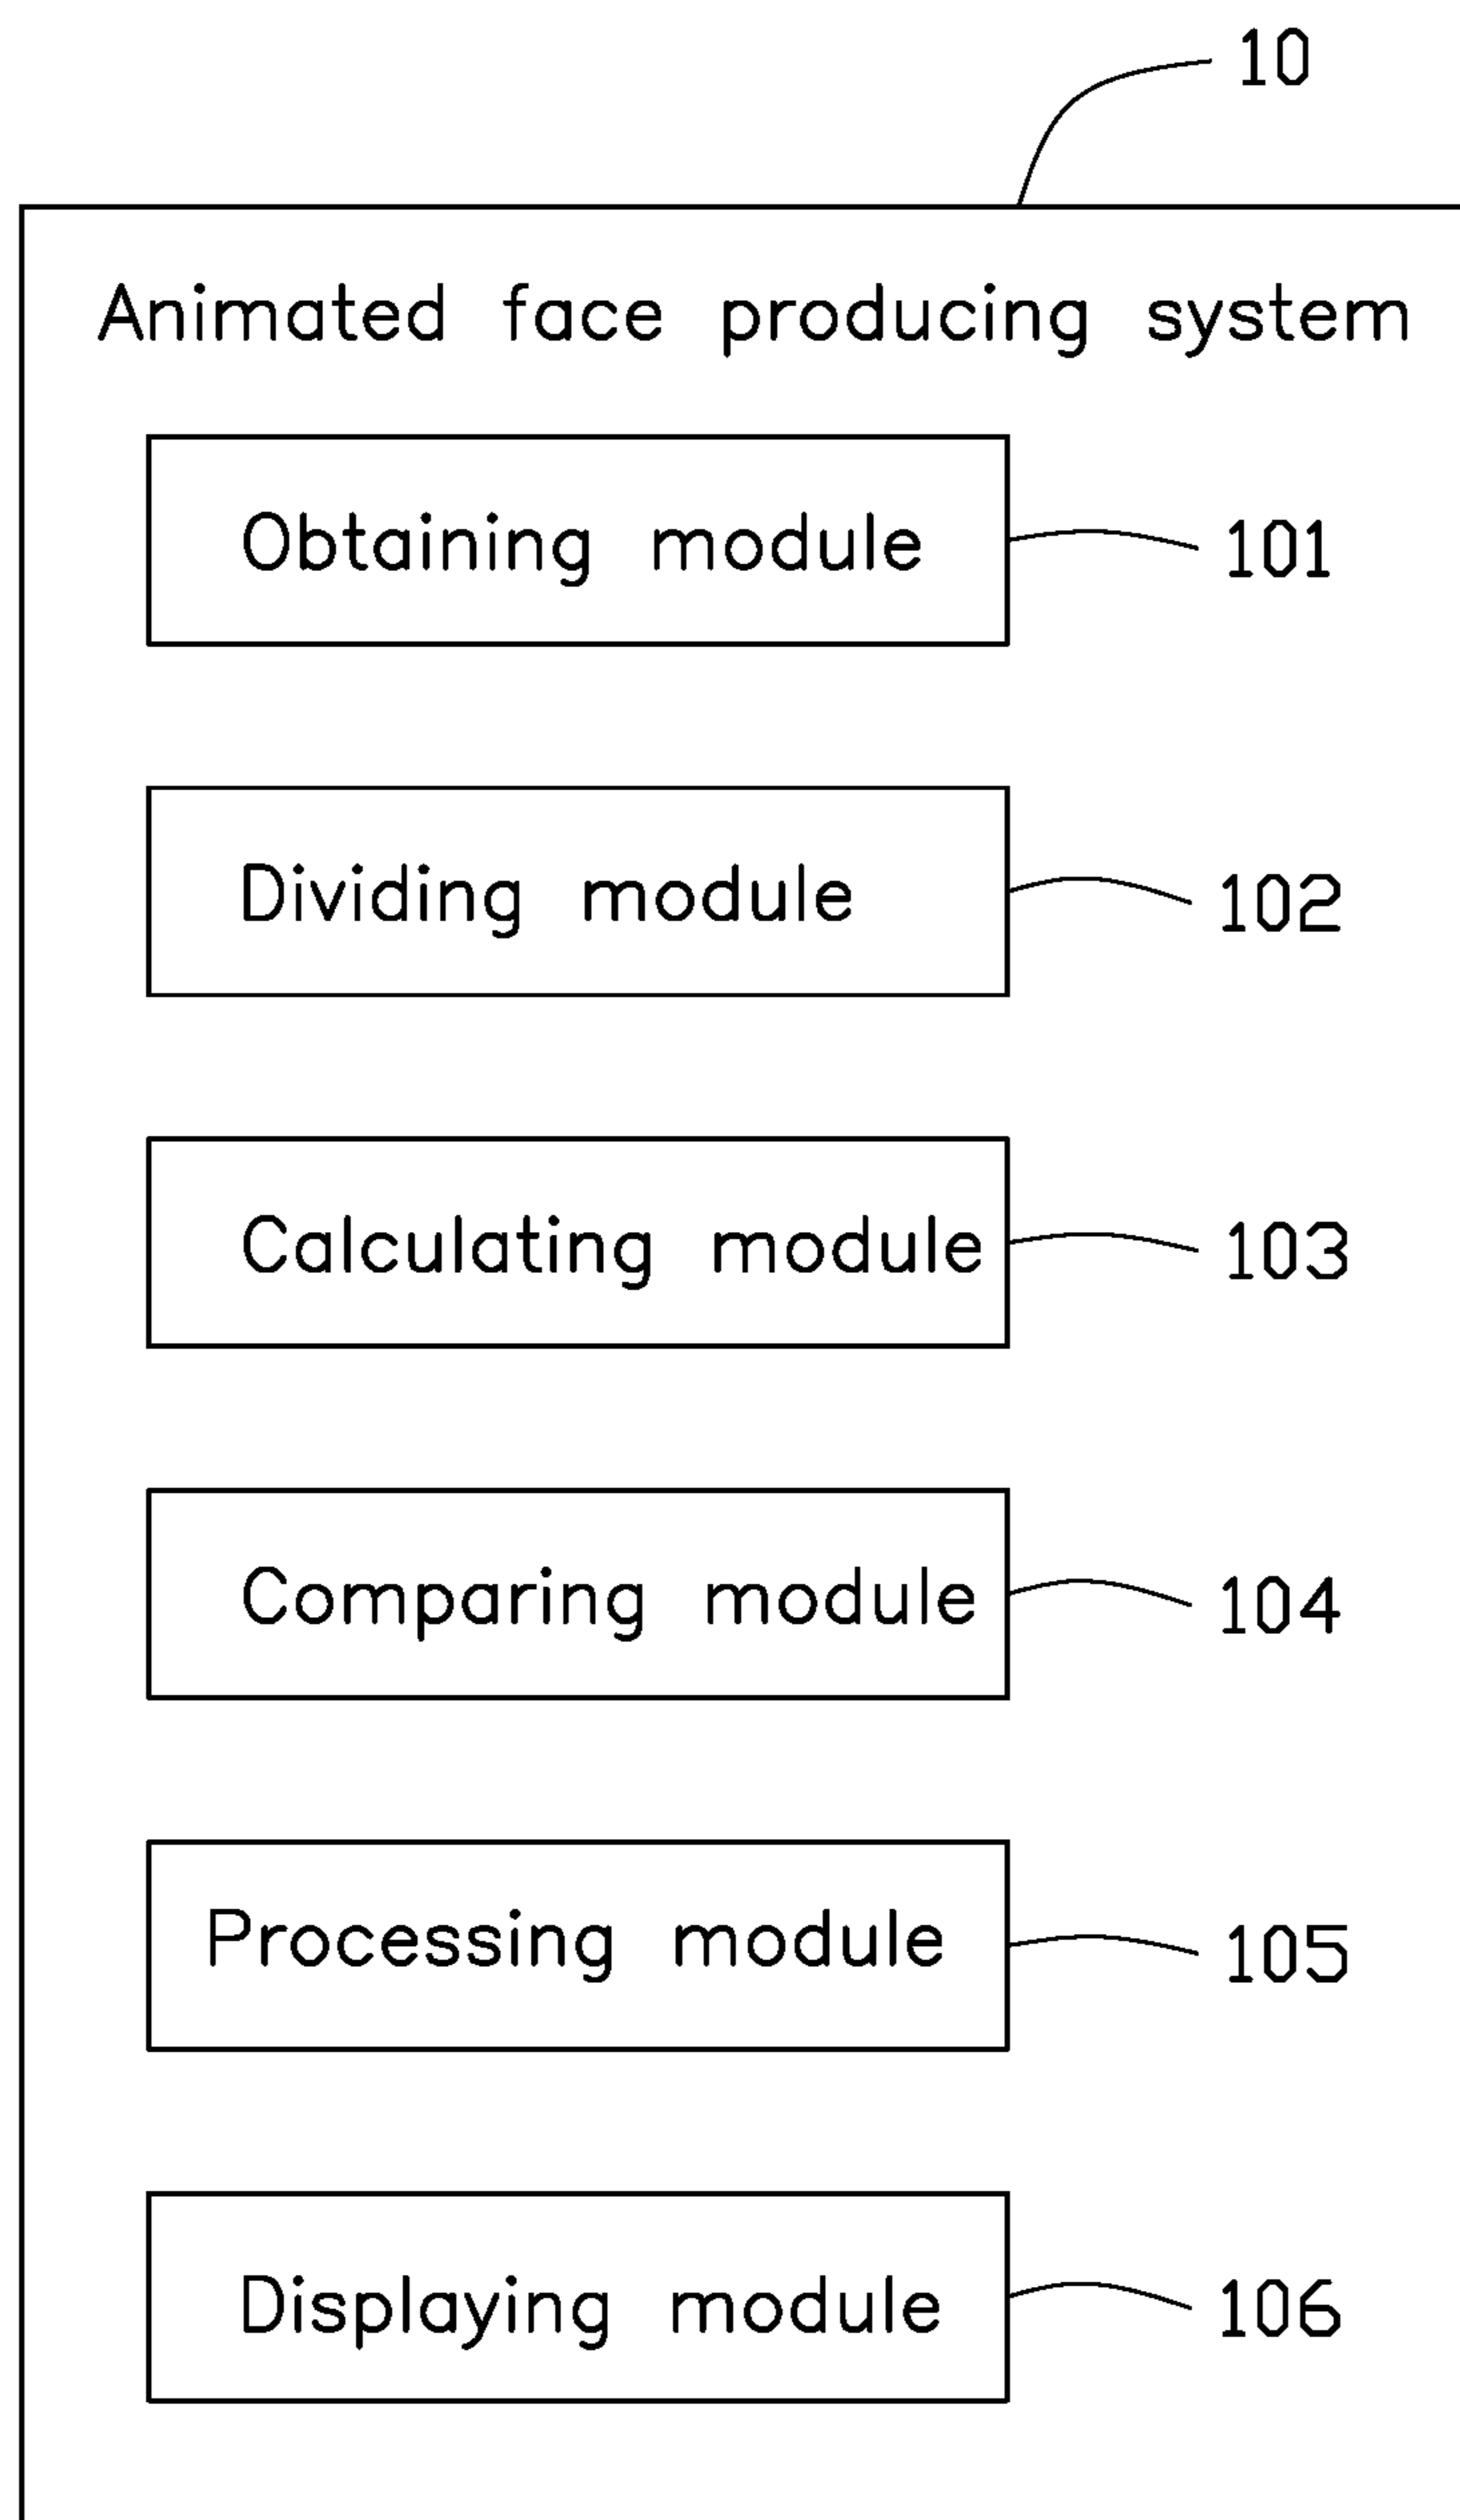 10
Animated face producing system
Obtaining module
101
Dividing module
102
Calculating module
103
Comparing module
104
Processing module
105
Displaying module
106